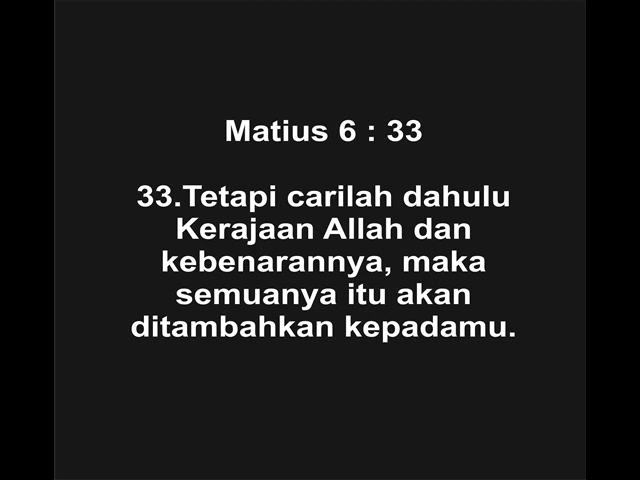 Matius 6 : 33
33.Tetapi carilah dahulu
Kerajaan Allah dan
kebenarannya, maka
semuanya itu akan
ditambahkan kepadamu.